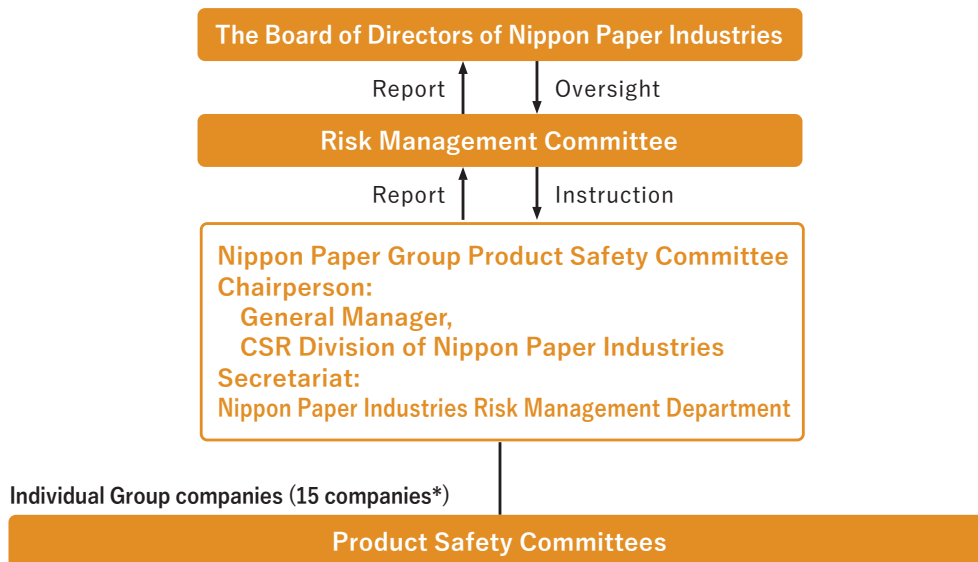 The Board of Directors of Nippon Paper Industries
Report
Oversight
Risk Management Committee
Report
Instruction
Nippon Paper Group Product Safety Committee
Chairperson:
General Manager,
CSR Division of Nippon Paper Industries
Secretariat:
Nippon Paper Industries Risk Management Department
Individual Group companies (15 companies*)
Product Safety Committees